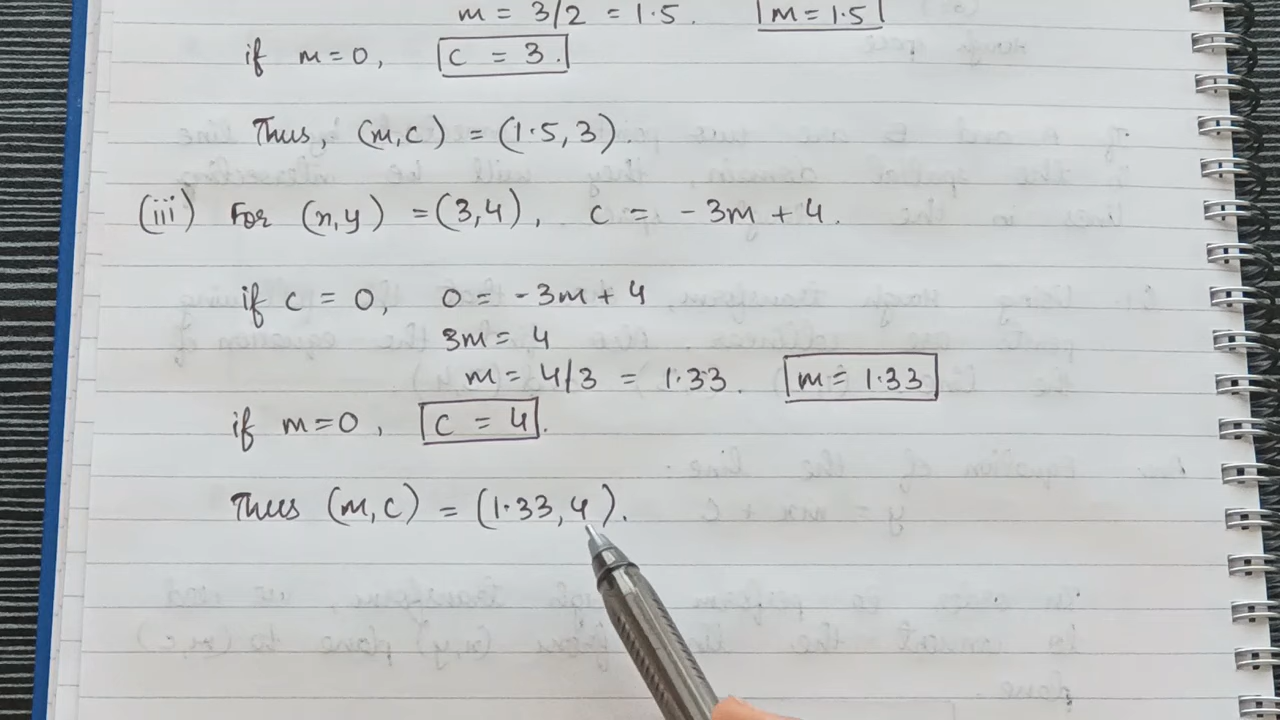 m = 3/2 = 1.5. m = 1.5
if m=0, c = 3.
Thus, (m,c) = (1.5,3).
(iii) For (x,y) = (3,4), c = -3m + 4.
if c = 0, 0 = -3m + 4
3m = 4
m = 4/3 = 1.33. m = 1.33
if m=0, c = 4.
Thus (m,c) = (1.33,4).